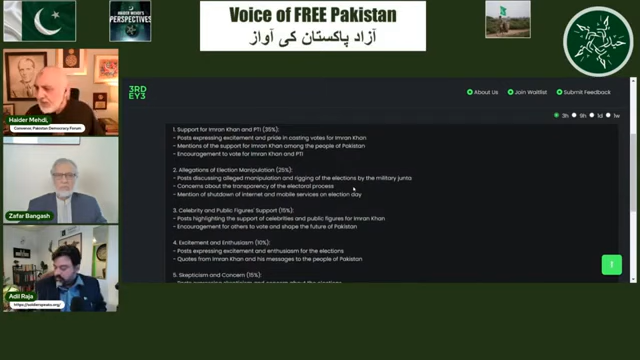 HAIDER MEHDI'S
PERSPECTIVES
Voice of FREE Pakistan
آزاد پاکستان کی آواز
3RD
EY3
About Us
Join Waitlist
Submit Feedback
3h
9h
1d
1w
Haider Mehdi,
Convenor, Pakistan Democracy Forum
Zafar Bangash
Adil Raja
https://soldierspeaks.org/
1. Support for Imran Khan and PTI (35%):
- Posts expressing excitement and pride in casting votes for Imran Khan
- Mentions of the support for Imran Khan among the people of Pakistan
- Encouragement to vote for Imran Khan and PTI
2. Allegations of Election Manipulation (25%):
- Posts discussing alleged manipulation and rigging of the elections by the military junta
- Concerns about the transparency of the electoral process
- Mention of shutdown of internet and mobile services on election day
3. Celebrity and Public Figures' Support (15%):
- Posts highlighting the support of celebrities and public figures for Imran Khan
- Encouragement for others to vote and shape the future of Pakistan
4. Excitement and Enthusiasm (10%):
- Posts expressing excitement and enthusiasm for the elections
- Quotes from Imran Khan and his messages to the people of Pakistan
5. Skepticism and Concern (15%):